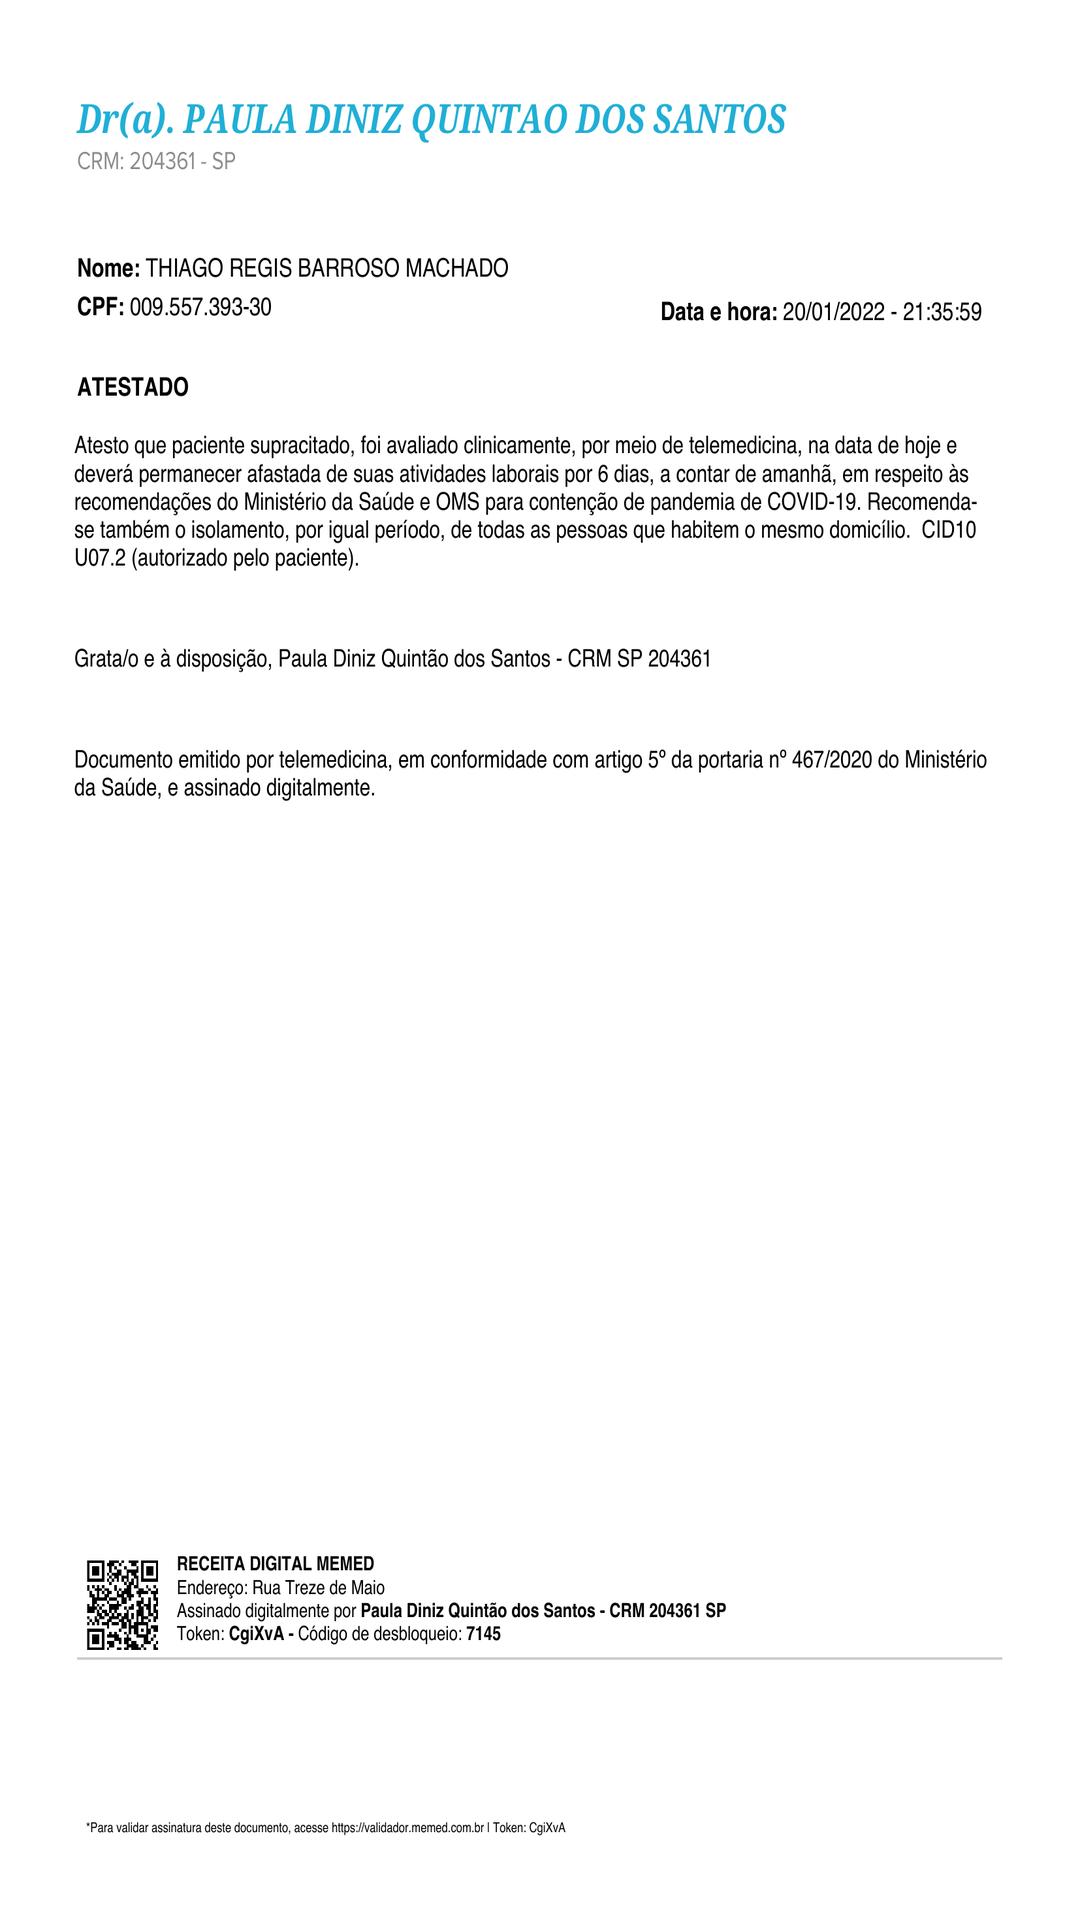 Dr(a). PAULA DINIZ QUINTAO DOS SANTOS
CRM: 204361 - SP
Nome: THIAGO REGIS BARROSO MACHADO
CPF: 009.557.393-30
Data e hora: 20/01/2022 - 21:35:59
ATESTADO
Atesto que paciente supracitado, foi avaliado clinicamente, por meio de telemedicina, na data de hoje e
deverá permanecer afastada de suas atividades laborais por 6 dias, a contar de amanhã, em respeito às
recomendações do Ministério da Saúde e OMS para contenção de pandemia de COVID-19. Recomenda-
se também o isolamento, por igual período, de todas as pessoas que habitem o mesmo domicílio.  CID10
U07.2 (autorizado pelo paciente).
Grata/o e à disposição, Paula Diniz Quintão dos Santos - CRM SP 204361
Documento emitido por telemedicina, em conformidade com artigo 5º da portaria nº 467/2020 do Ministério
da Saúde, e assinado digitalmente.
RECEITA DIGITAL MEMED
Endereço: Rua Treze de Maio
Assinado digitalmente por Paula Diniz Quintão dos Santos - CRM 204361 SP
Token: CgiXvA - Código de desbloqueio: 7145
*Para validar assinatura deste documento, acesse https://validador.memed.com.br | Token: CgiXvA